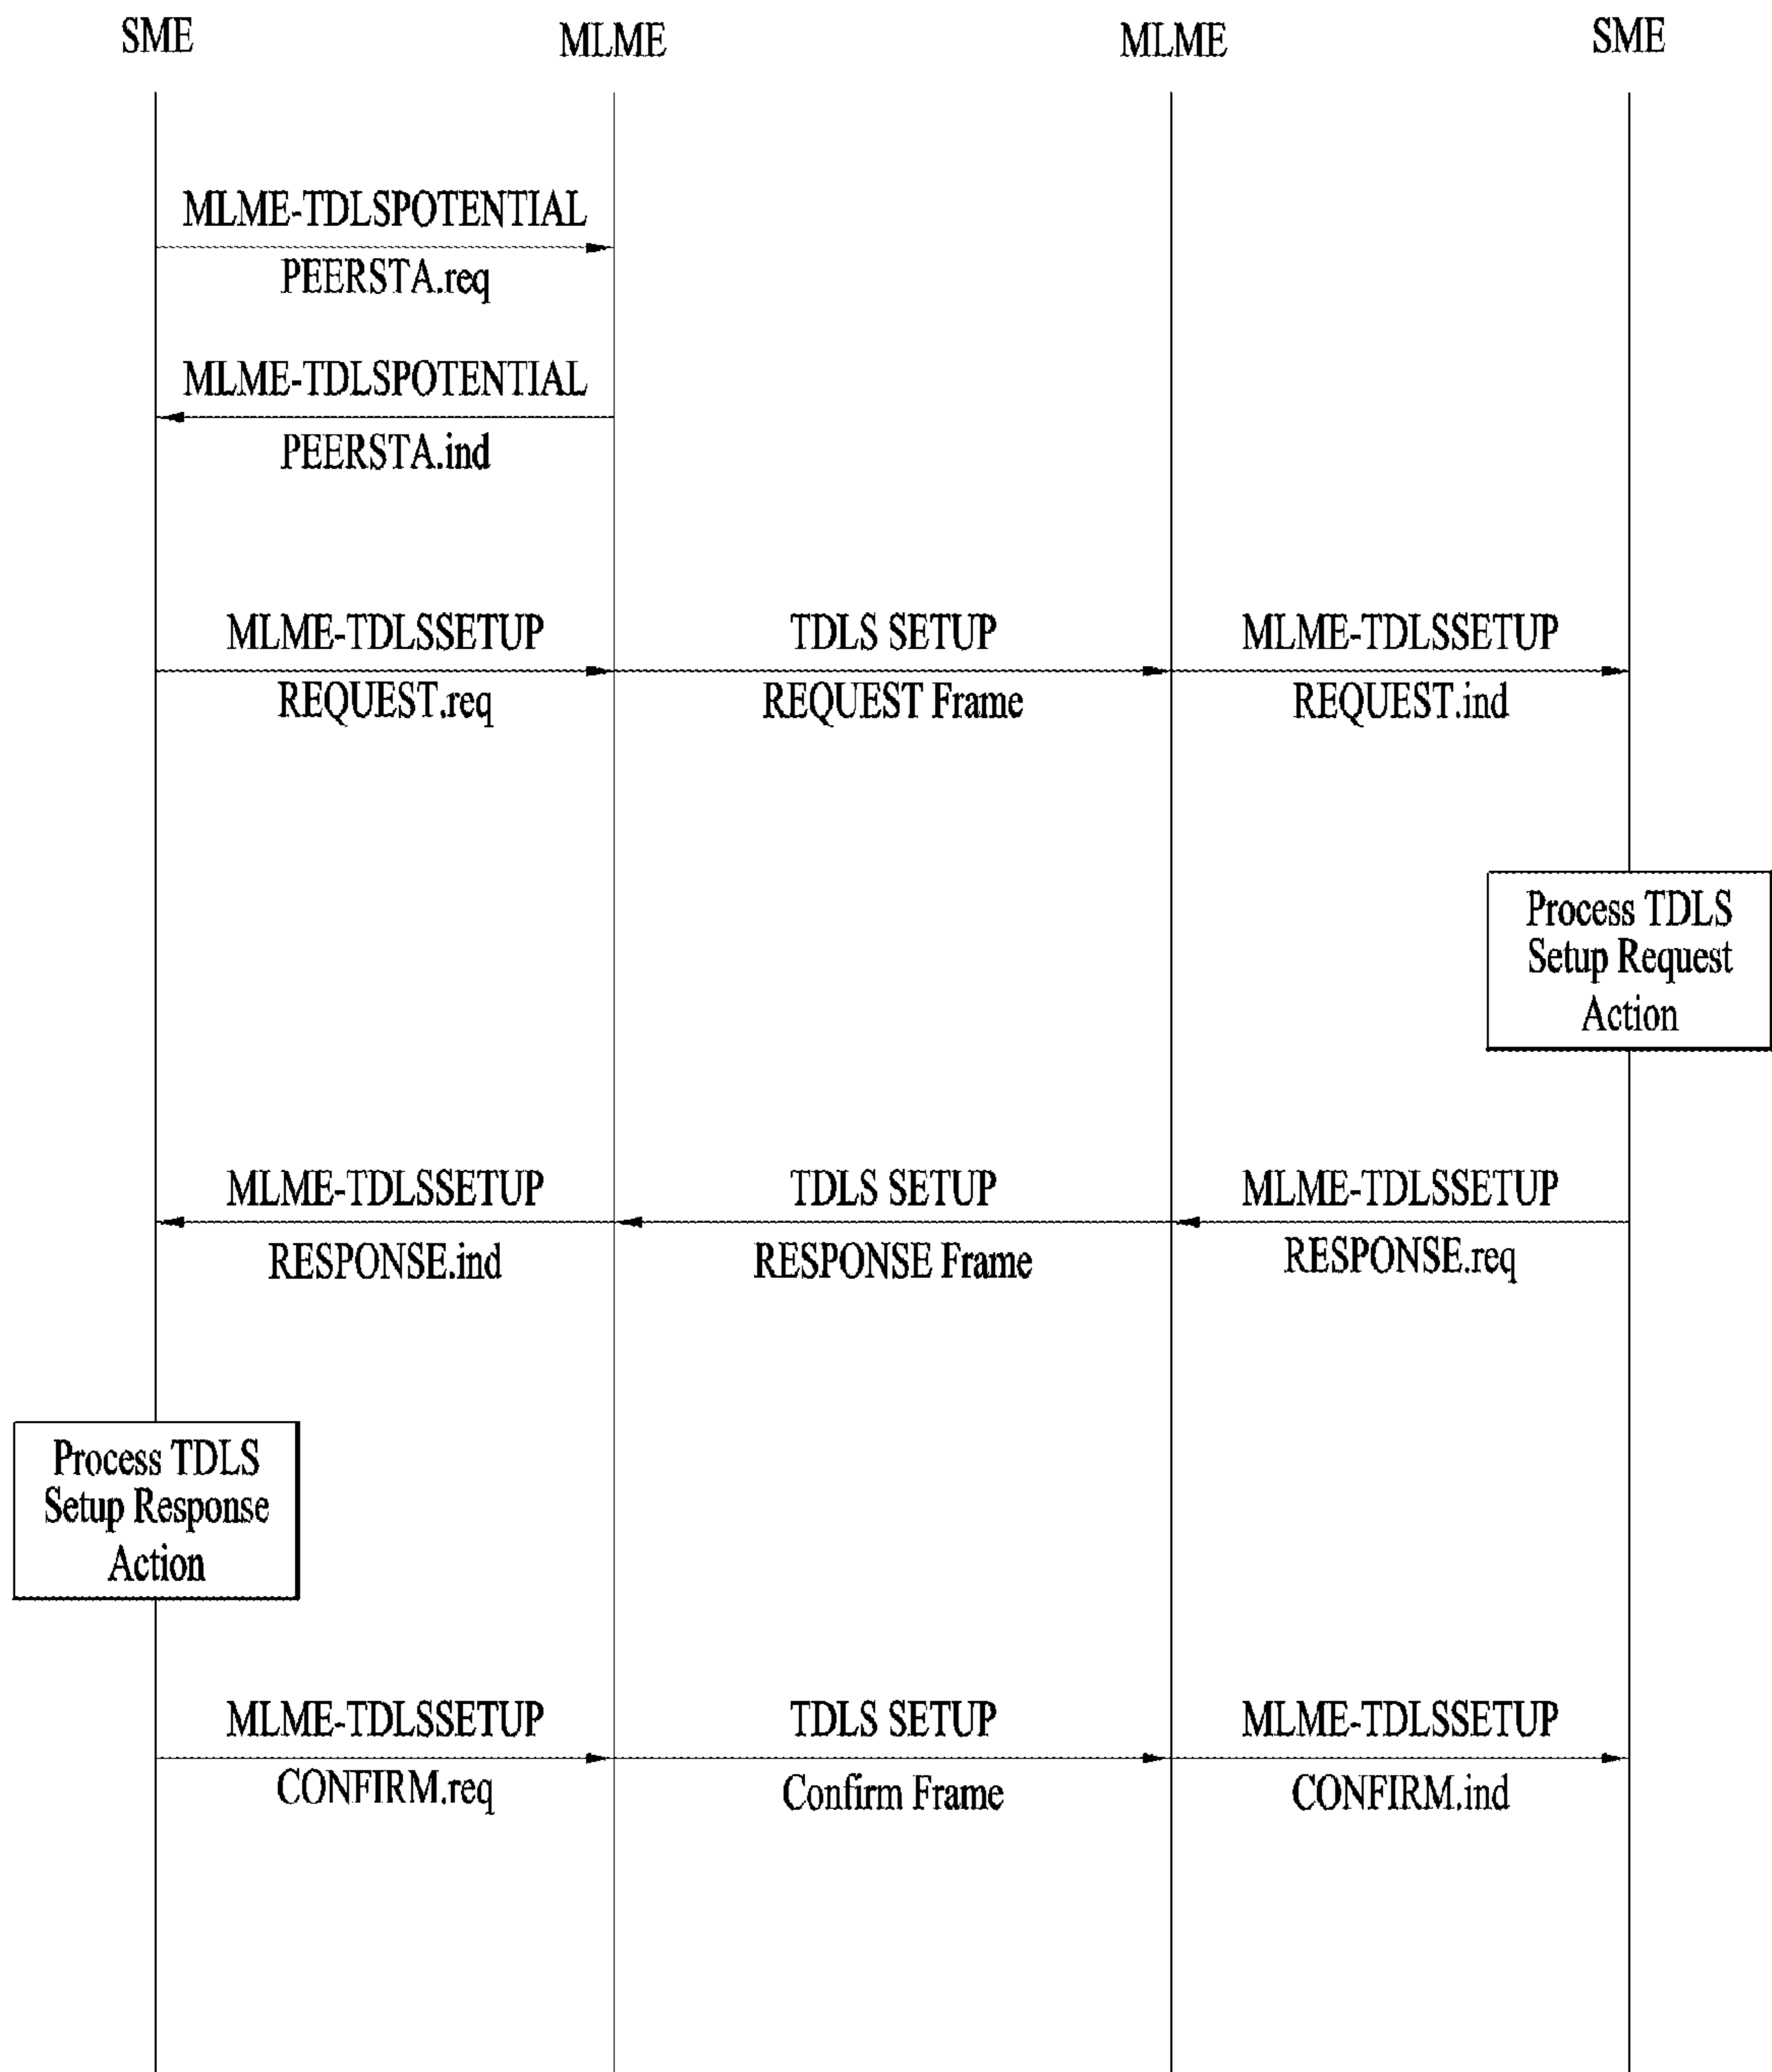 SME
MLME
MLME
SME
MLME-TDLSPOTENTIAL
PEERSTA.req
MLME-TDLSPOTENTIAL
PEERSTA.ind
MLME-TDLSSETUP
REQUEST.req
TDLS SETUP
REQUEST Frame
MLME-TDLSSETUP
REQUEST.ind
Process TDLS
Setup Request
Action
MLME-TDLSSETUP
RESPONSE.ind
TDLS SETUP
RESPONSE Frame
MLME-TDLSSETUP
RESPONSE.req
Process TDLS
Setup Response
Action
MLME-TDLSSETUP
CONFIRM.req
TDLS SETUP
Confirm Frame
MLME-TDLSSETUP
CONFIRM.ind